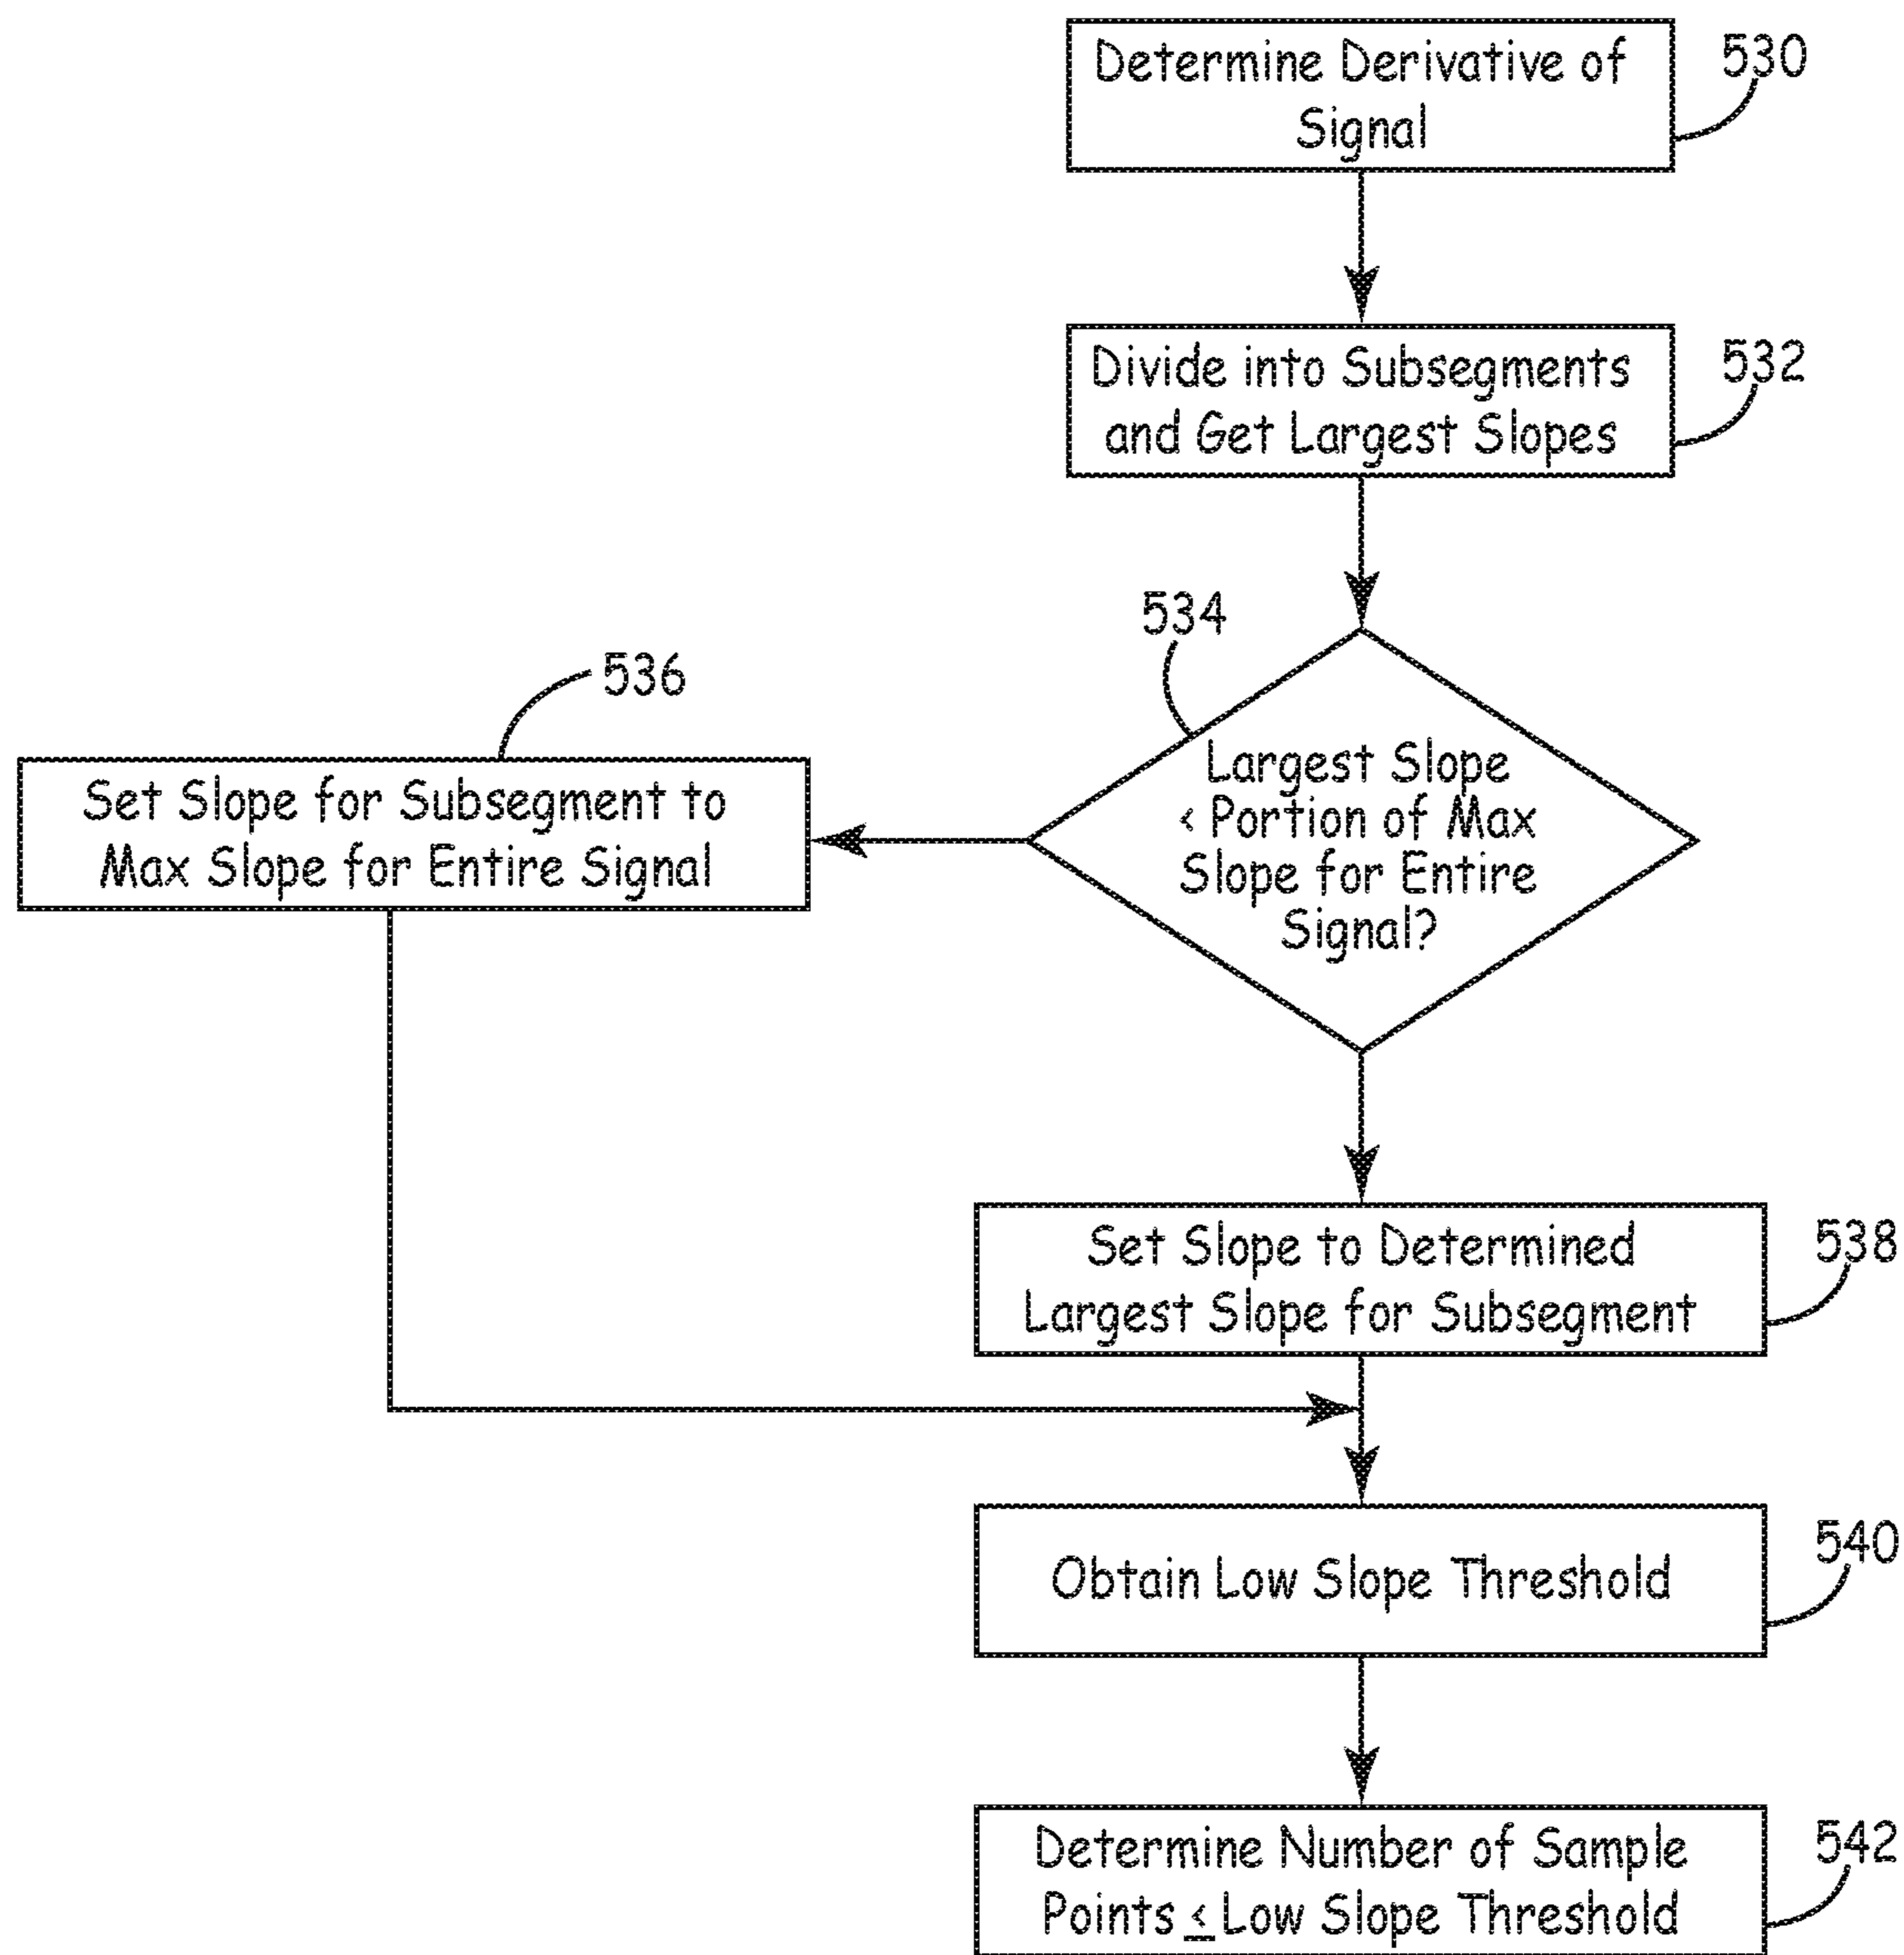 Determine Derivative of
Signal
530
Divide into Subsegments
and Get Largest Slopes
532
534
Largest Slope
< Portion of Max
Slope for Entire
Signal?
536
Set Slope for Subsegment to
Max Slope for Entire Signal
Set Slope to Determined
Largest Slope for Subsegment
538
Obtain Low Slope Threshold
540
Determine Number of Sample
Points ≤ Low Slope Threshold
542